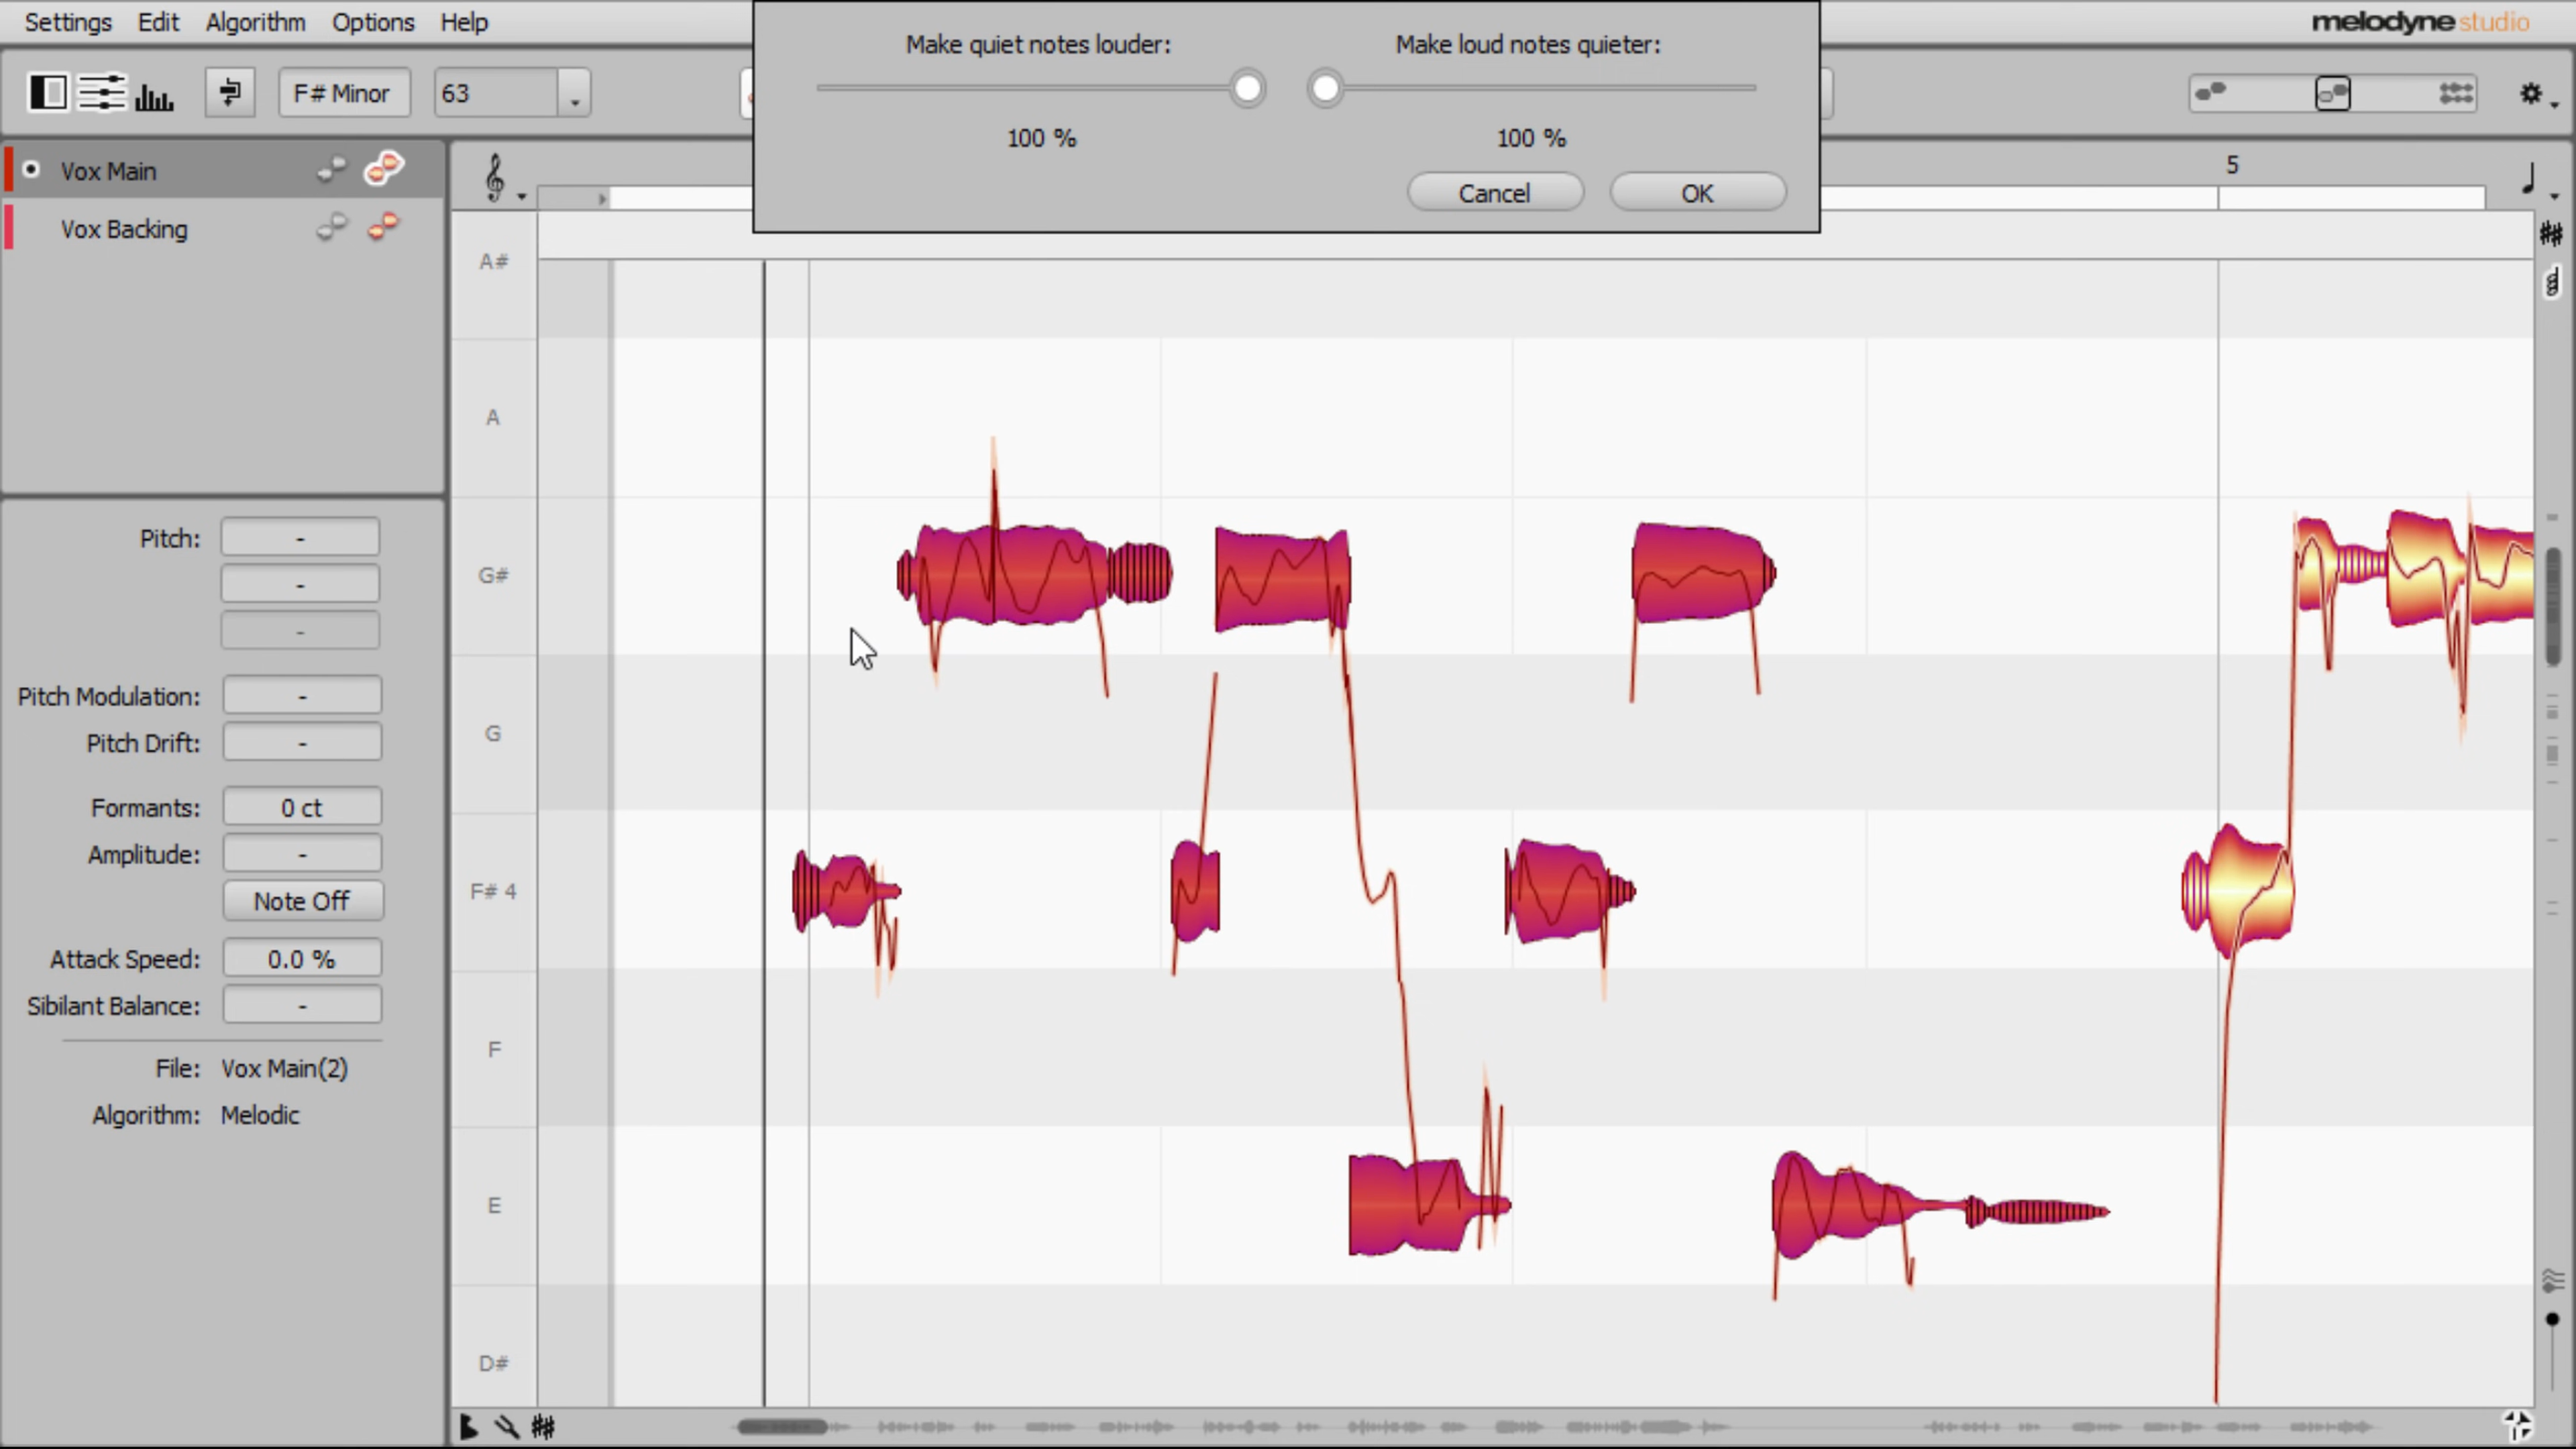 Settings Edit Algorithm Options Help
melodyne studio
Make quiet notes louder: Make loud notes quieter:
100 % 100 %
Cancel OK
F# Minor 63
Vox Main
Vox Backing
5
A#
A
G#
G
F# 4
F
E
D#
Pitch: -
-
-
Pitch Modulation: -
Pitch Drift: -
Formants: 0 ct
Amplitude: -
Note Off
Attack Speed: 0.0 %
Sibilant Balance: -
File: Vox Main(2)
Algorithm: Melodic